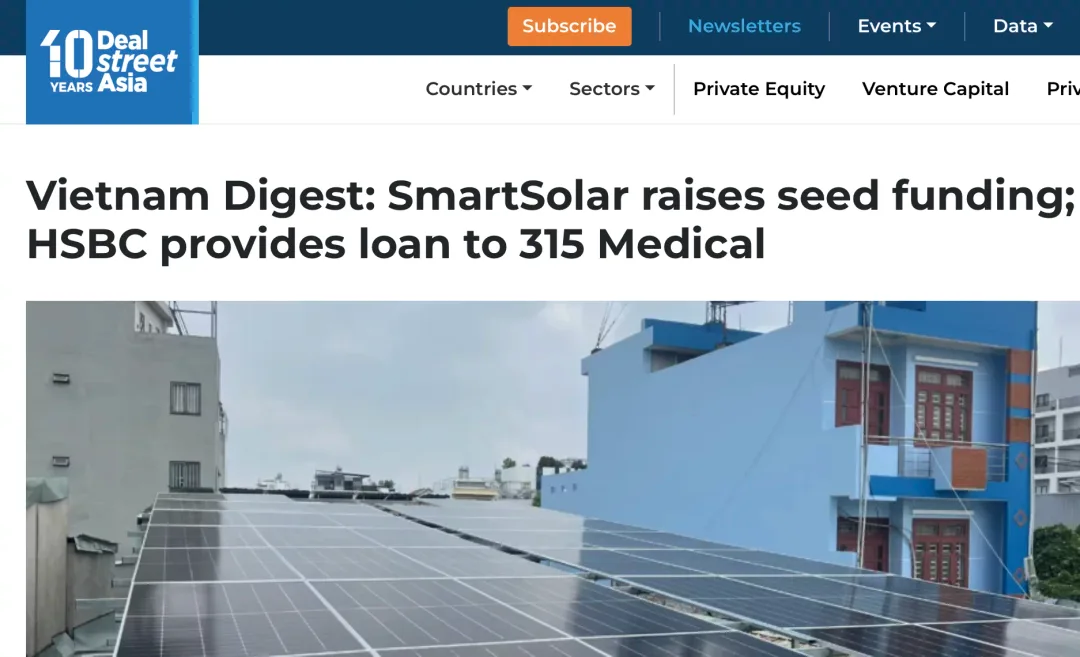 10 Deal
street
YEARS Asia
Subscribe
Newsletters
Events
Data
Countries
Sectors
Private Equity
Venture Capital
Vietnam Digest: SmartSolar raises seed funding;
HSBC provides loan to 315 Medical